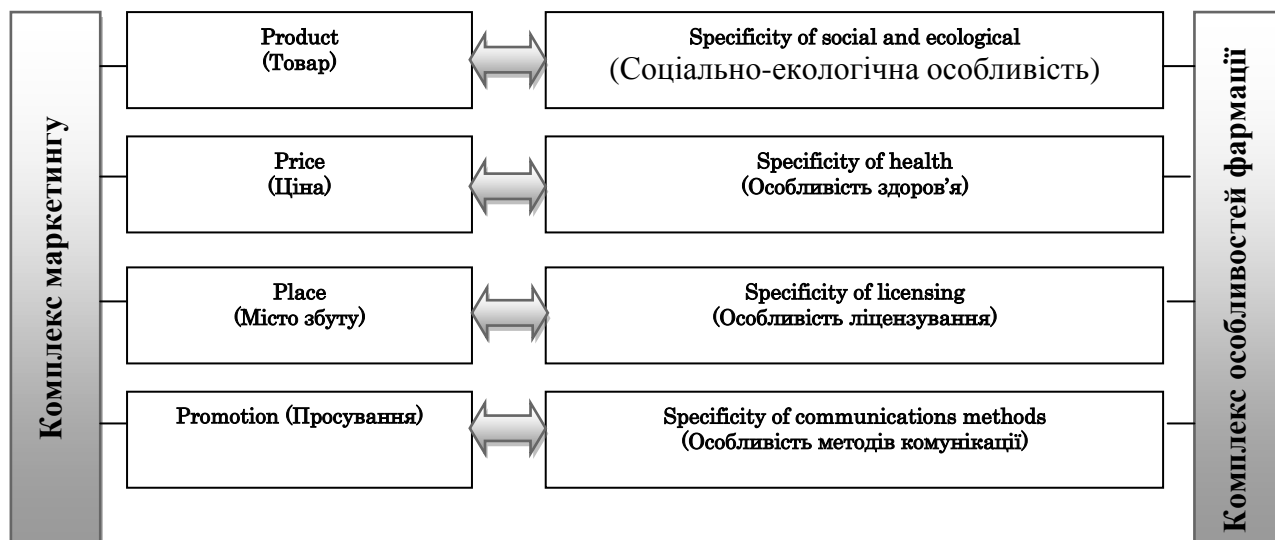 Комплекс маркетингу
Product
(Товар)
Specificity of social and ecological
(Соціально-екологічна особливість)
Price
(Ціна)
Specificity of health
(Особливість здоров’я)
Place
(Місто збуту)
Specificity of licensing
(Особливість ліцензування)
Promotion (Просування)
Specificity of communications methods
(Особливість методів комунікації)
Комплекс особливостей фармації